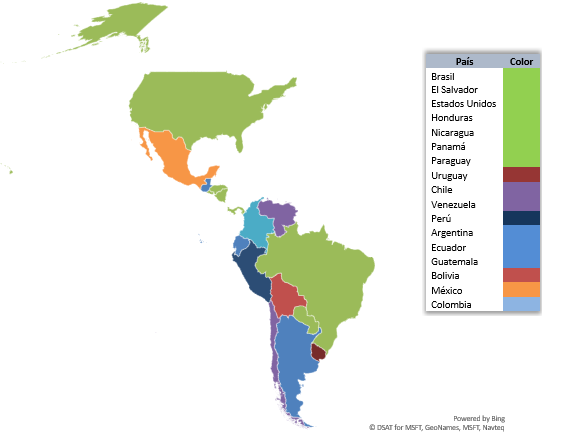 País Color
Brasil
El Salvador
Estados Unidos
Honduras
Nicaragua
Panamá
Paraguay
Uruguay
Chile
Venezuela
Perú
Argentina
Ecuador
Guatemala
Bolivia
México
Colombia
Powered by Bing
© DSAT for MSFT, GeoNames, MSFT, Navteq